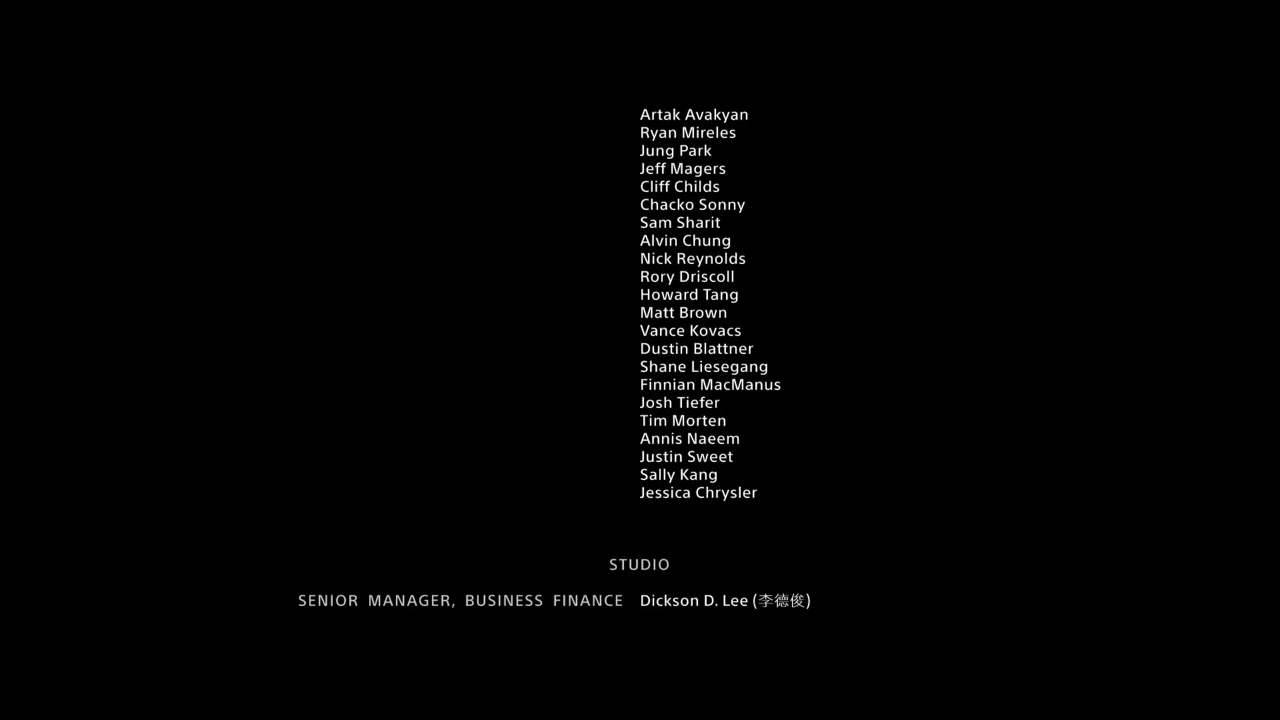 Artak Avakyan
Ryan Mireles
Jung Park
Jeff Magers
Cliff Childs
Chacko Sonny
Sam Sharit
Alvin Chung
Nick Reynolds
Rory Driscoll
Howard Tang
Matt Brown
Vance Kovacs
Dustin Blattner
Shane Liesegang
Finnian MacManus
Josh Tiefer
Tim Morten
Annis Naeem
Justin Sweet
Sally Kang
Jessica Chrysler
STUDIO
SENIOR MANAGER, BUSINESS FINANCE Dickson D. Lee (李德俊)